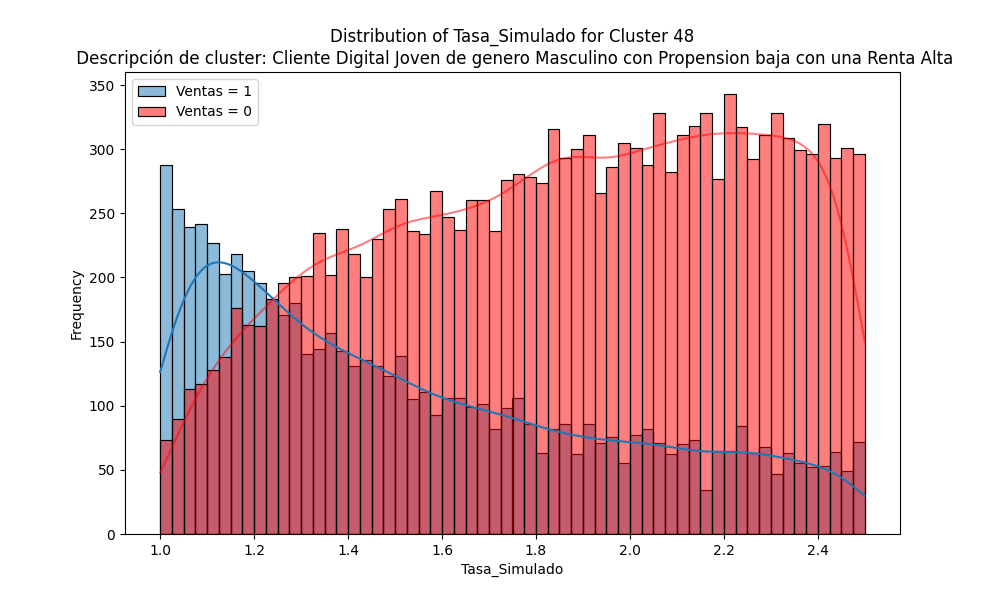 Distribution of Tasa_Simulado for Cluster 48
Descripción de cluster: Cliente Digital Joven de genero Masculino con Propension baja con una Renta Alta
Ventas = 1
Ventas = 0
Frequency
350
300
250
200
150
100
50
0
1.0 1.2 1.4 1.6 1.8 2.0 2.2 2.4
Tasa_Simulado